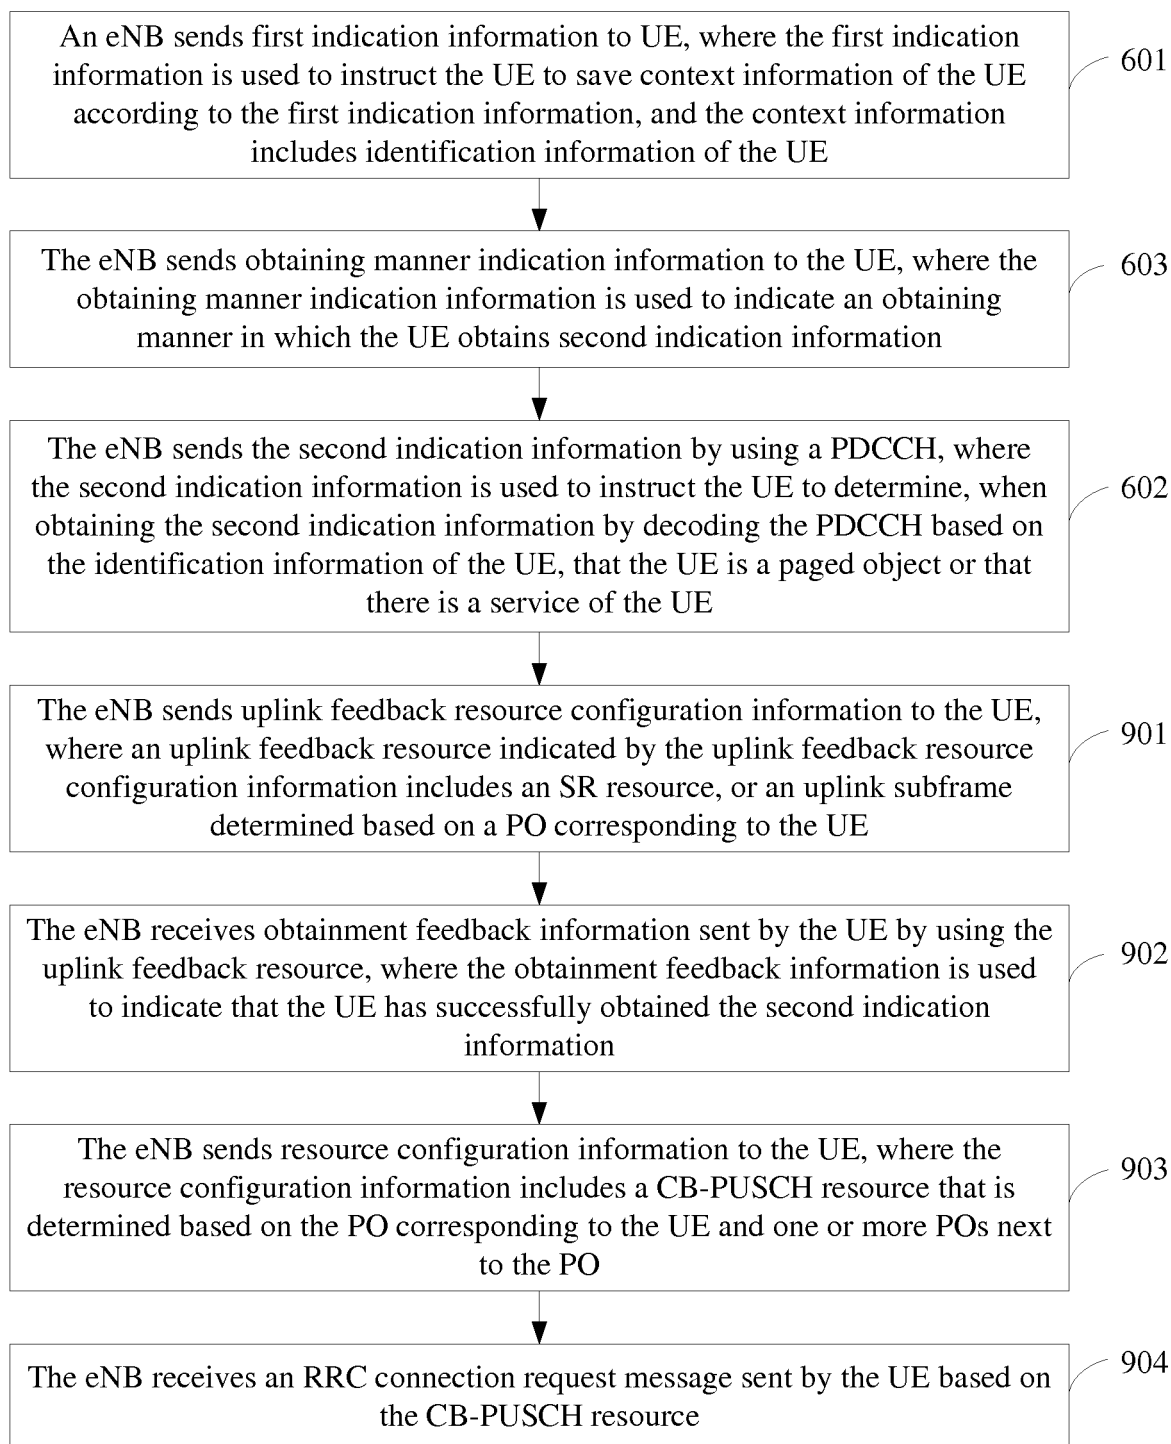 An eNB sends first indication information to UE, where the first indication
information is used to instruct the UE to save context information of the UE
according to the first indication information, and the context information
includes identification information of the UE
601
The eNB sends obtaining manner indication information to the UE, where the
obtaining manner indication information is used to indicate an obtaining
manner in which the UE obtains second indication information
603
The eNB sends the second indication information by using a PDCCH, where
the second indication information is used to instruct the UE to determine, when
obtaining the second indication information by decoding the PDCCH based on
the identification information of the UE, that the UE is a paged object or that
there is a service of the UE
602
The eNB sends uplink feedback resource configuration information to the UE,
where an uplink feedback resource indicated by the uplink feedback resource
configuration information includes an SR resource, or an uplink subframe
determined based on a PO corresponding to the UE
901
The eNB receives obtainment feedback information sent by the UE by using the
uplink feedback resource, where the obtainment feedback information is used
to indicate that the UE has successfully obtained the second indication
information
902
The eNB sends resource configuration information to the UE, where the
resource configuration information includes a CB-PUSCH resource that is
determined based on the PO corresponding to the UE and one or more POs next
to the PO
903
The eNB receives an RRC connection request message sent by the UE based on
the CB-PUSCH resource
904